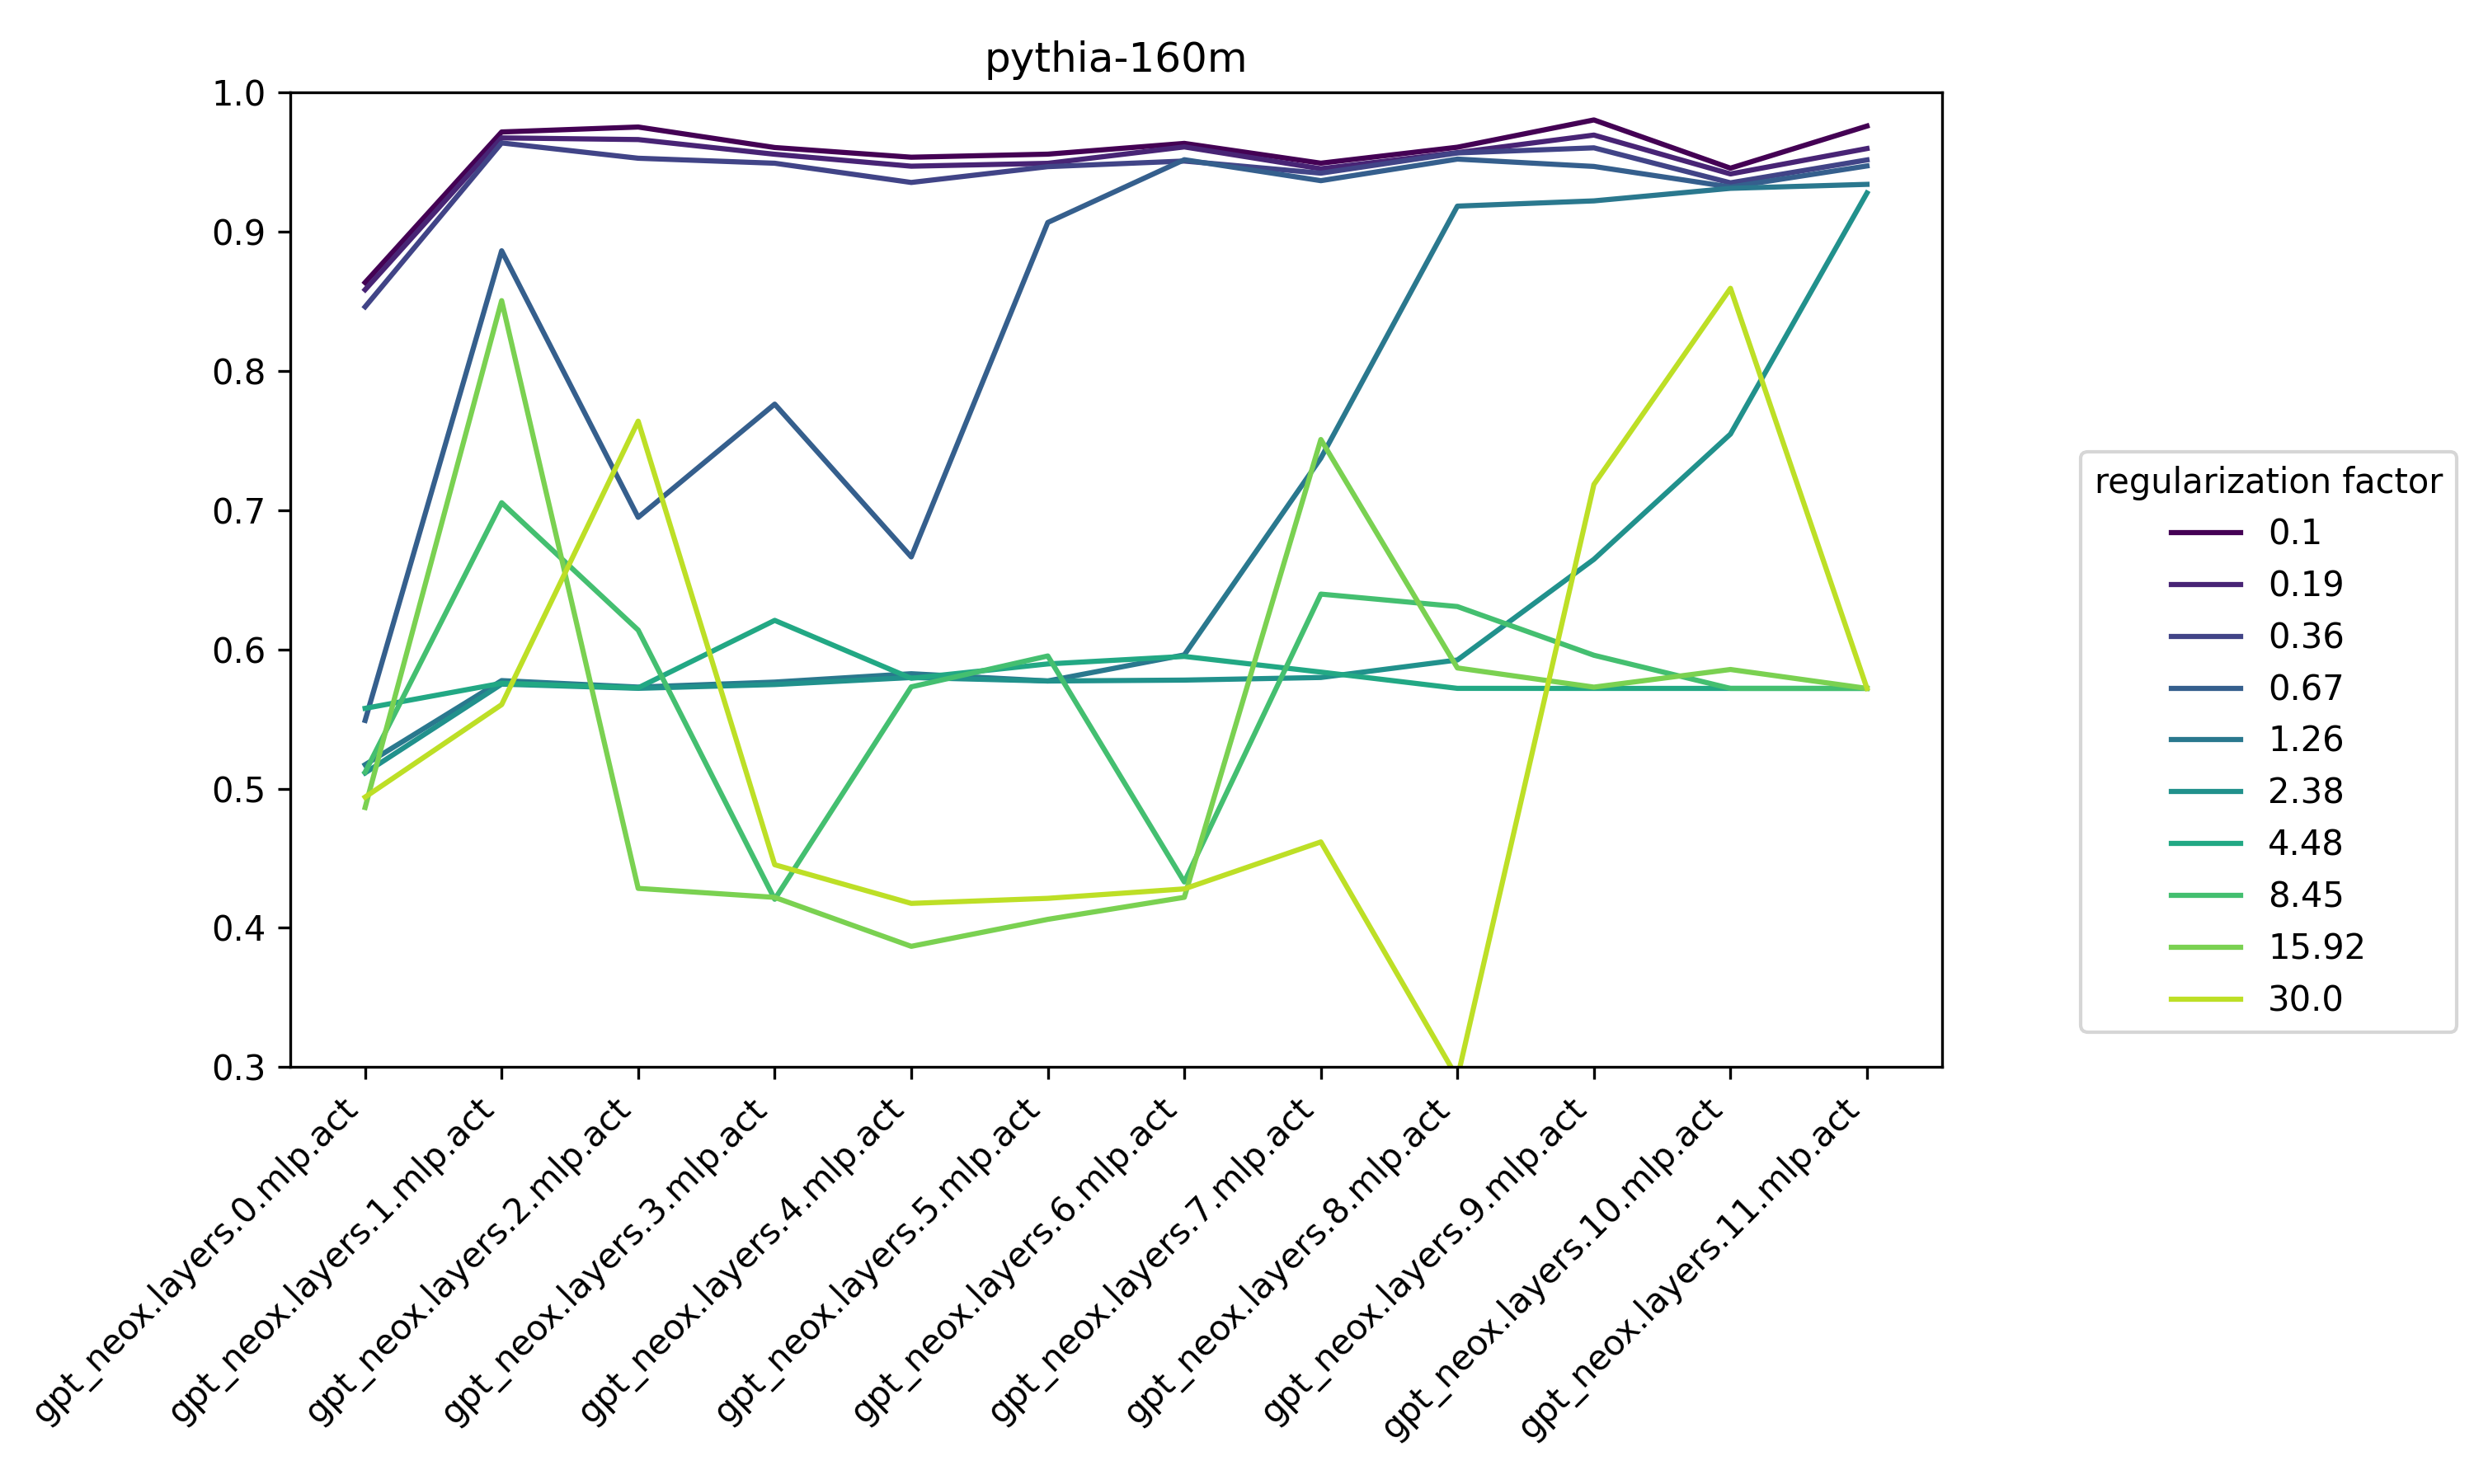 pythia-160m
1.0
0.9
0.8
0.7
0.6
0.5
0.4
0.3
gpt_neox.layers.0.mlp.act
gpt_neox.layers.1.mlp.act
gpt_neox.layers.2.mlp.act
gpt_neox.layers.3.mlp.act
gpt_neox.layers.4.mlp.act
gpt_neox.layers.5.mlp.act
gpt_neox.layers.6.mlp.act
gpt_neox.layers.7.mlp.act
gpt_neox.layers.8.mlp.act
gpt_neox.layers.9.mlp.act
gpt_neox.layers.10.mlp.act
gpt_neox.layers.11.mlp.act
regularization factor
0.1
0.19
0.36
0.67
1.26
2.38
4.48
8.45
15.92
30.0